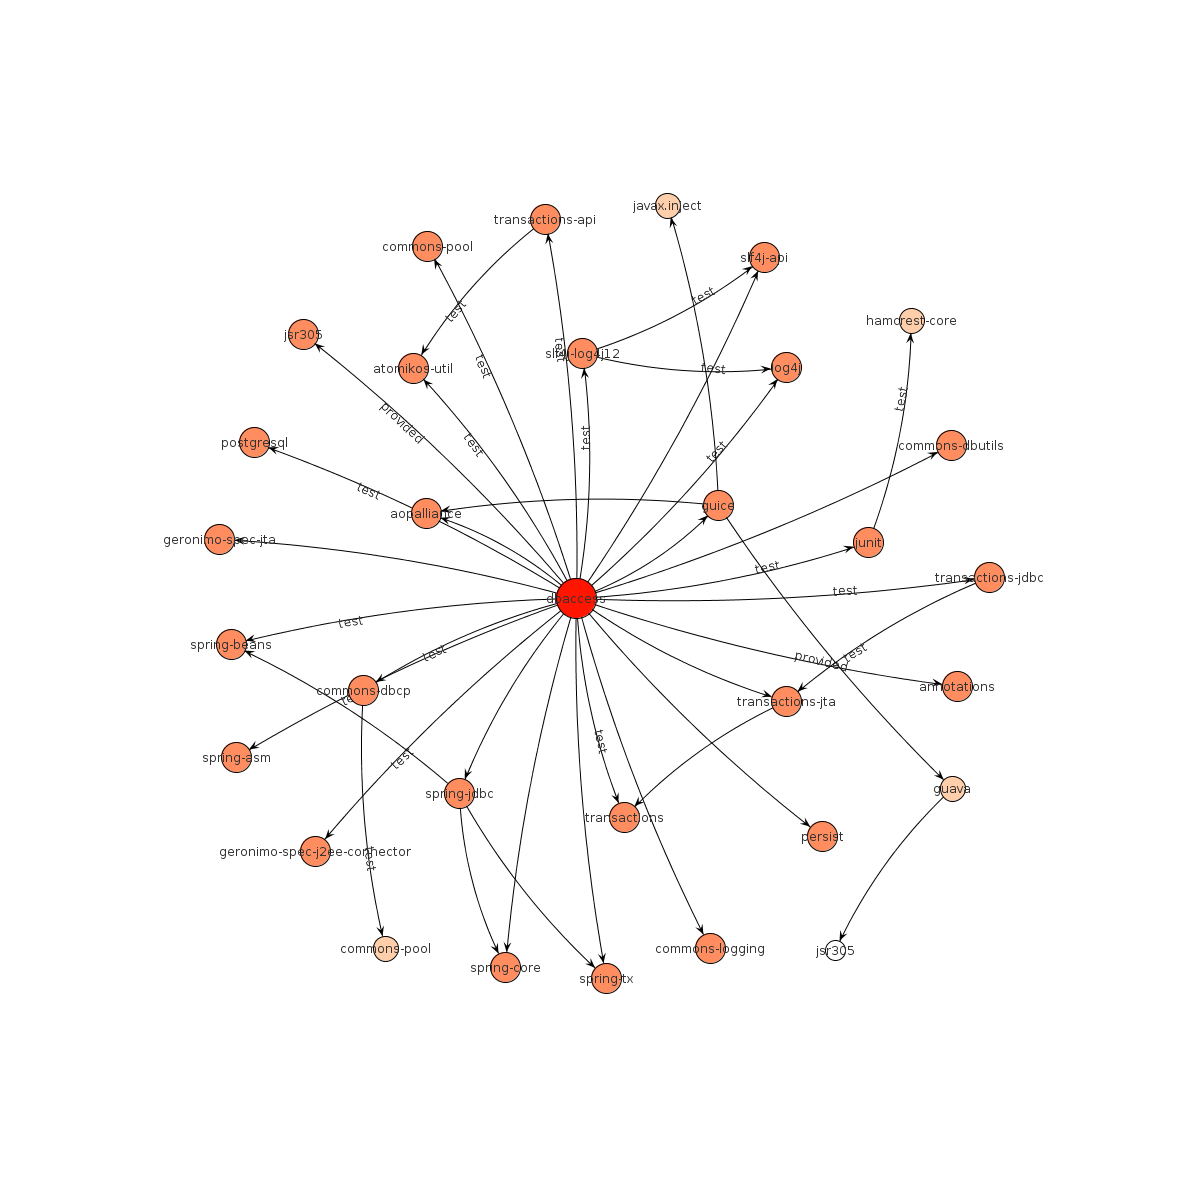 javax.inject
transactions-api
commons-pool
slf4j-api
test
test
hamcrest-core
jsr305
test
slf4j-log4j12
test
atomikos-util
test
log4j
test
provided
test
test
test
postgresql
commons-dbutils
test
guice
aopalliance
geronimo-spec-jta
junit
test
transactions-jdbc
test
dbaccess
test
spring-beans
test
test
provided
annotations
commons-dbcp
transactions-jta
test
spring-asm
test
guava
spring-jdbc
transactions
persist
geronimo-spec-j2ee-connector
test
commons-pool
commons-logging
jsr305
spring-core
spring-tx